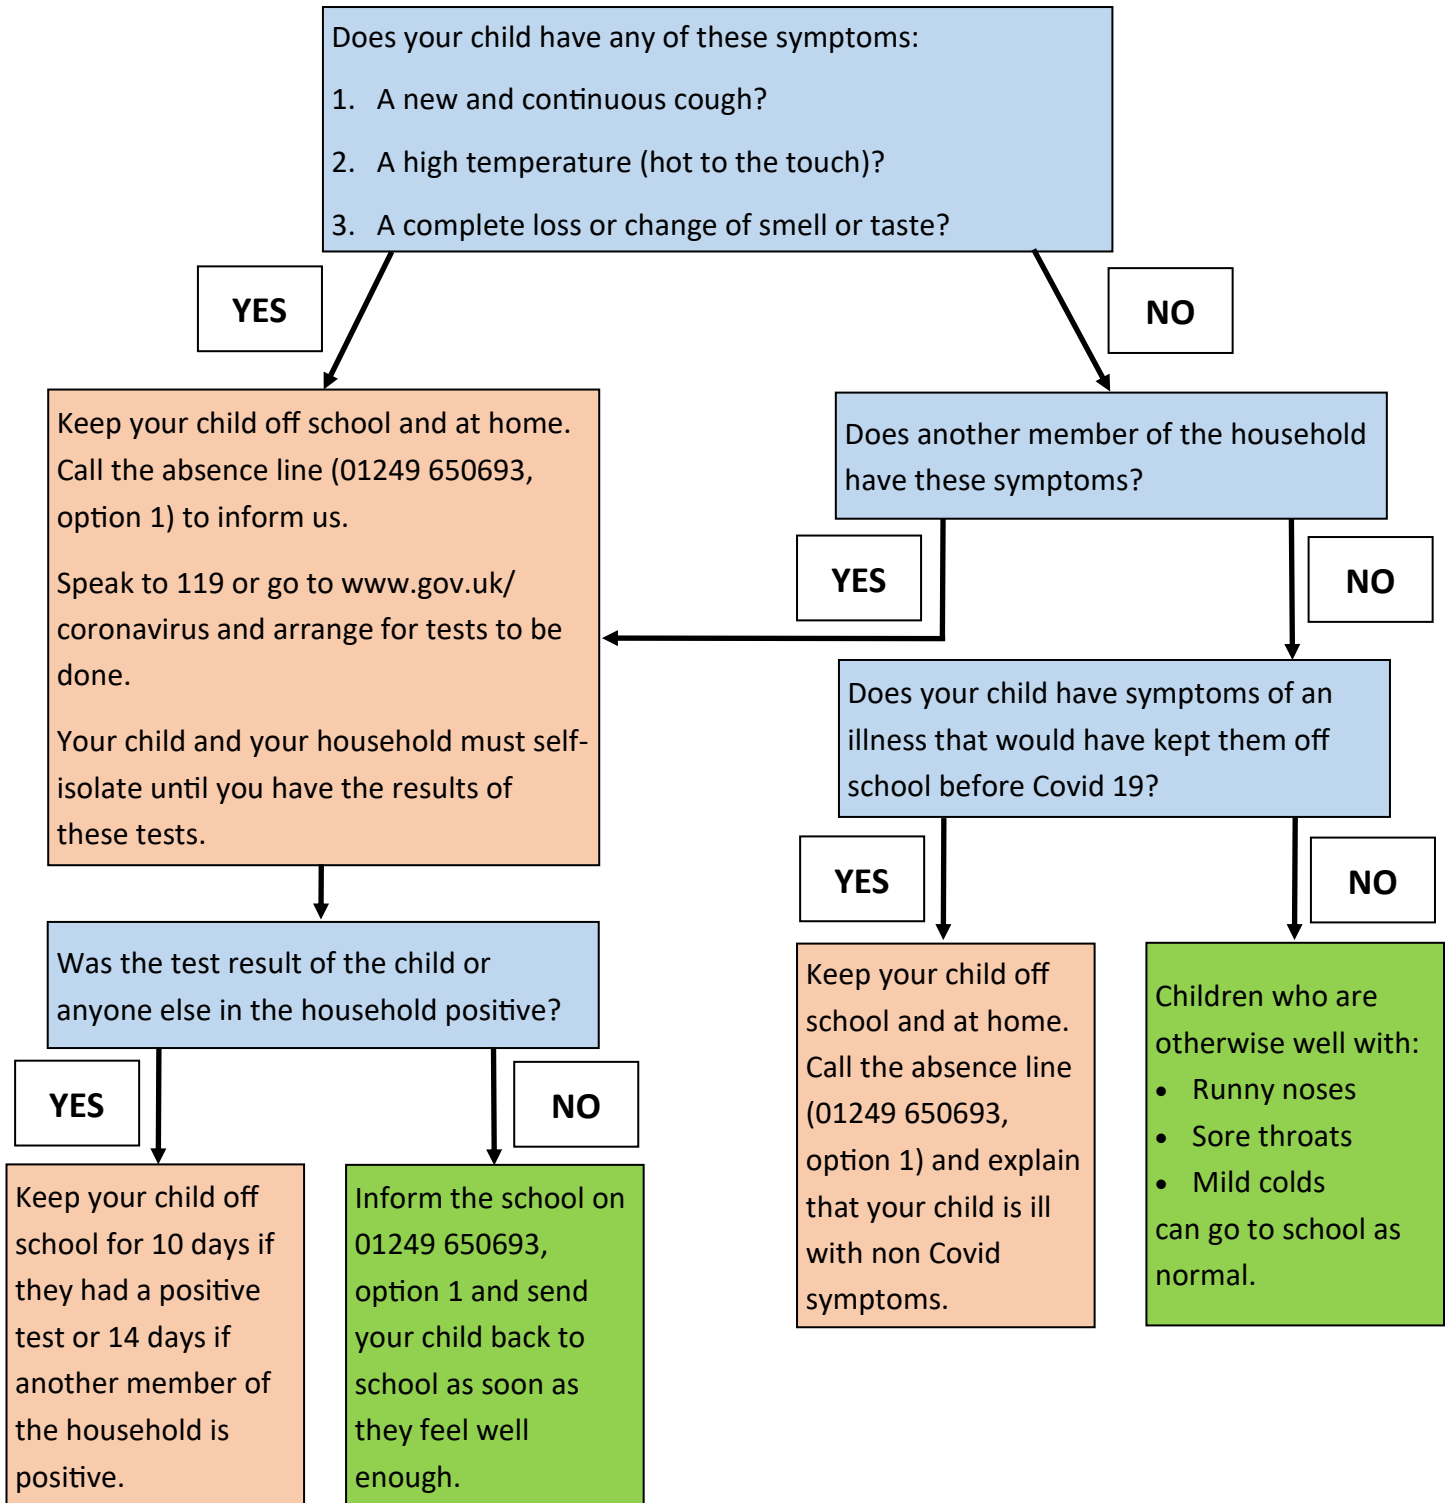 Does your child have any of these symptoms:
1. A new and continuous cough?
2. A high temperature (hot to the touch)?
3. A complete loss or change of smell or taste?
YES
NO
Keep your child off school and at home.
Call the absence line (01249 650693,
option 1) to inform us.
Speak to 119 or go to www.gov.uk/
coronavirus and arrange for tests to be
done.
Your child and your household must self-
isolate until you have the results of
these tests.
Does another member of the household
have these symptoms?
YES
NO
Does your child have symptoms of an
illness that would have kept them off
school before Covid 19?
YES
NO
Was the test result of the child or
anyone else in the household positive?
YES
NO
Keep your child off
school for 10 days if
they had a positive
test or 14 days if
another member of
the household is
positive.
Inform the school on
01249 650693,
option 1 and send
your child back to
school as soon as
they feel well
enough.
Keep your child off
school and at home.
Call the absence line
(01249 650693,
option 1) and explain
that your child is ill
with non Covid
symptoms.
Children who are
otherwise well with:
• Runny noses
• Sore throats
• Mild colds
can go to school as
normal.